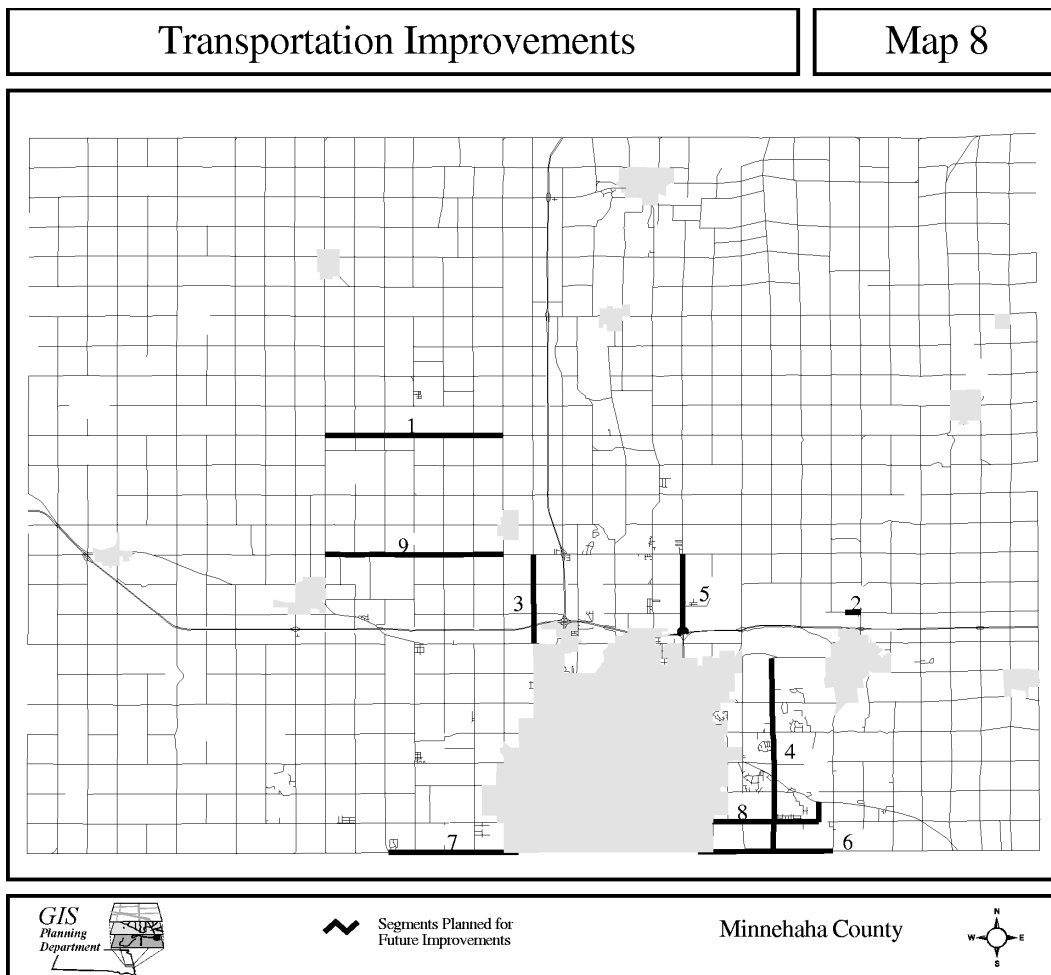 Transportation Improvements
Map 8
1
9
3
5
2
4
8
7
6
GIS
Planning
Department
Segments Planned for
Future Improvements
Minnehaha County
N
W E
S